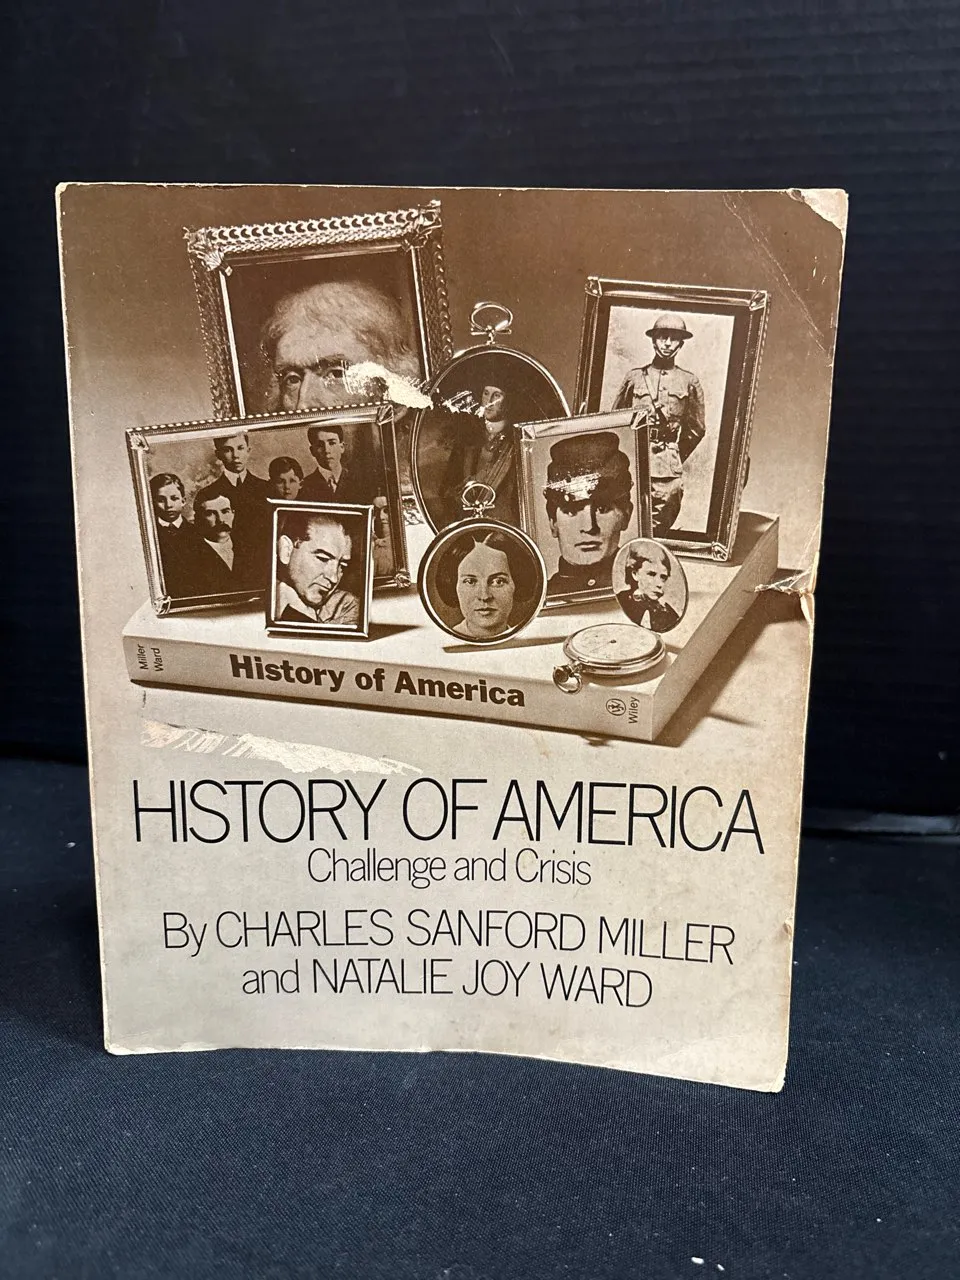 Miller
Ward
History of America
W
Wiley
HISTORY OF AMERICA
Challenge and Crisis
By CHARLES SANFORD MILLER
and NATALIE JOY WARD